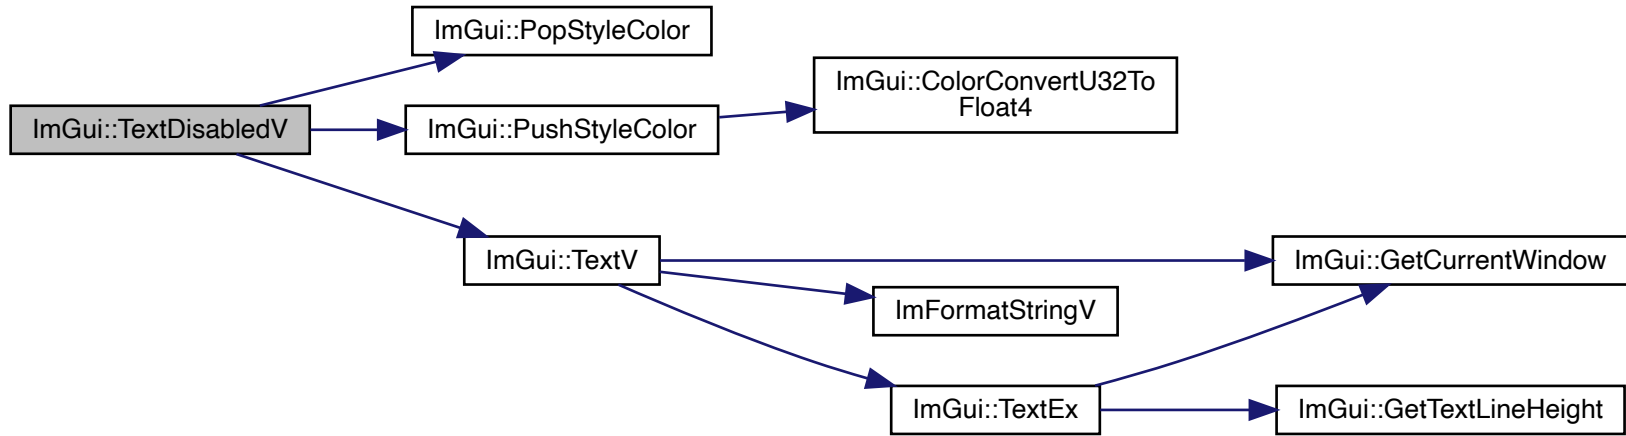 ImGui::PopStyleColor
ImGui::ColorConvertU32To
Float4
ImGui::TextDisabledV
ImGui::PushStyleColor
ImGui::TextV
ImGui::GetCurrentWindow
ImFormatStringV
ImGui::TextEx
ImGui::GetTextLineHeight